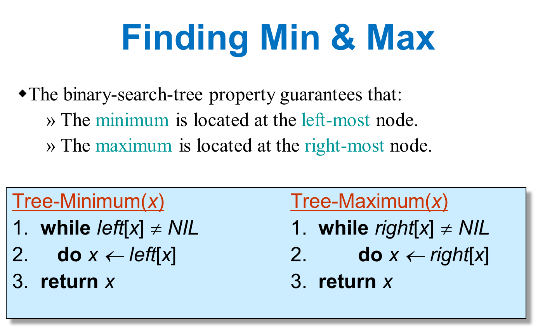 Finding Min & Max
◆The binary-search-tree property guarantees that:
» The minimum is located at the left-most node.
» The maximum is located at the right-most node.
Tree-Minimum(x)
1. while left[x] ≠ NIL
2. do x ← left[x]
3. return x
Tree-Maximum(x)
1. while right[x] ≠ NIL
2. do x ← right[x]
3. return x